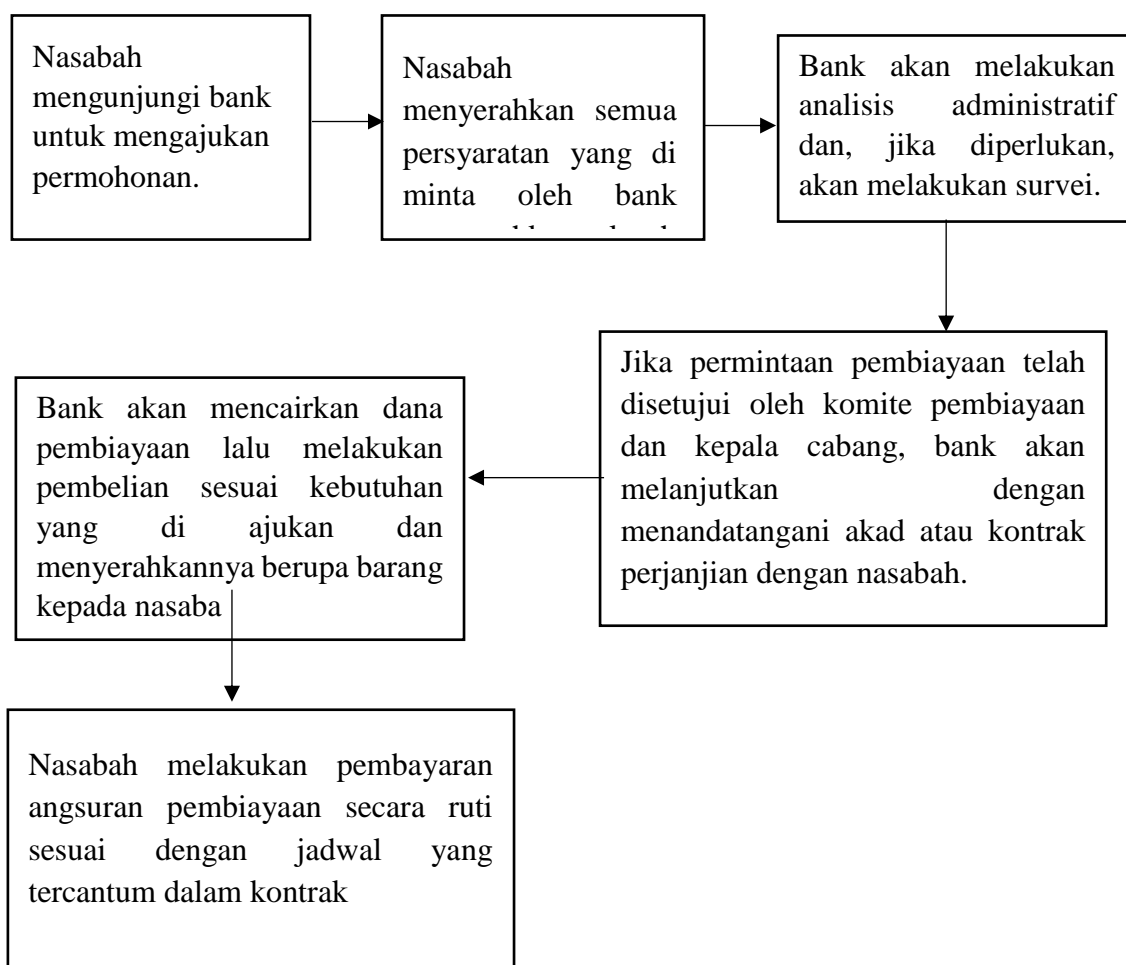 Nasabah
mengunjungi bank
untuk mengajukan
permohonan.
Nasabah
menyerahkan semua
persyaratan yang di
minta oleh bank
Bank akan melakukan
analisis administratif
dan, jika diperlukan,
akan melakukan survei.
Jika permintaan pembiayaan telah
disetujui oleh komite pembiayaan
dan kepala cabang, bank akan
melanjutkan dengan
menandatangani akad atau kontrak
perjanjian dengan nasabah.
Bank akan mencairkan dana
pembiayaan lalu melakukan
pembelian sesuai kebutuhan
yang di ajukan dan
menyerahkannya berupa barang
kepada nasaba
Nasabah melakukan pembayaran
angsuran pembiayaan secara ruti
sesuai dengan jadwal yang
tercantum dalam kontrak